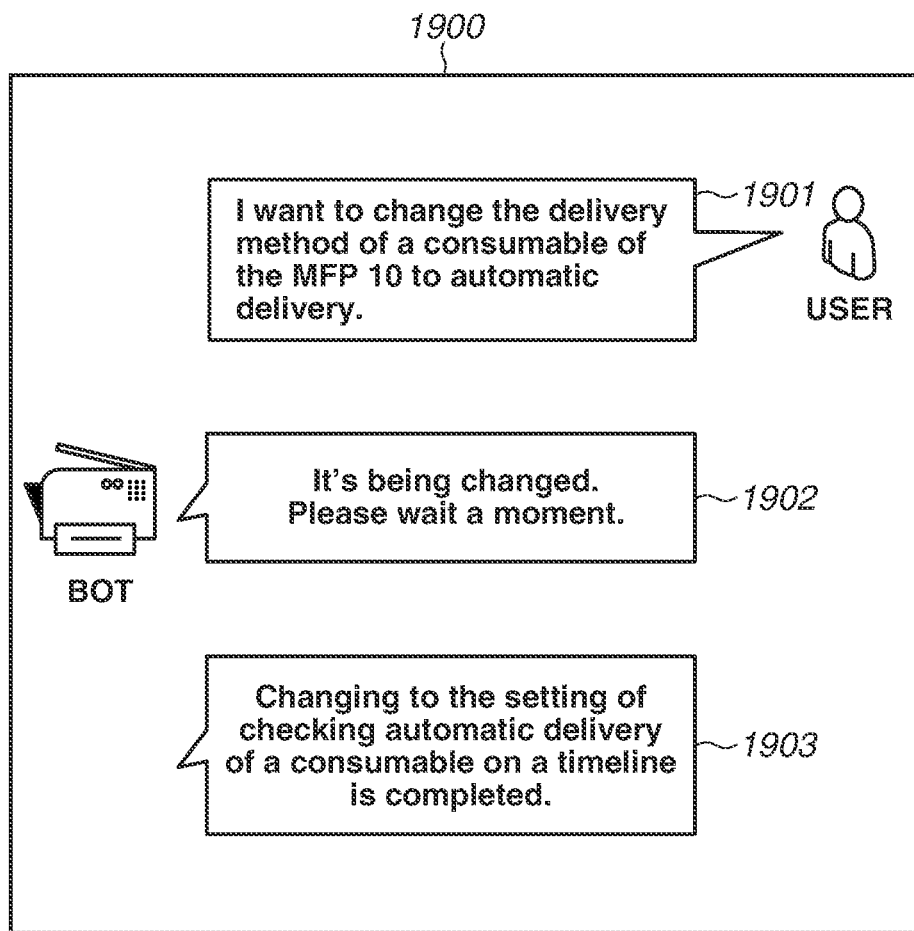 1900
1901
I want to change the delivery
method of a consumable of
the MFP 10 to automatic
delivery.
USER
It's being changed.
Please wait a moment.
1902
BOT
Changing to the setting of
checking automatic delivery
of a consumable on a timeline
is completed.
1903